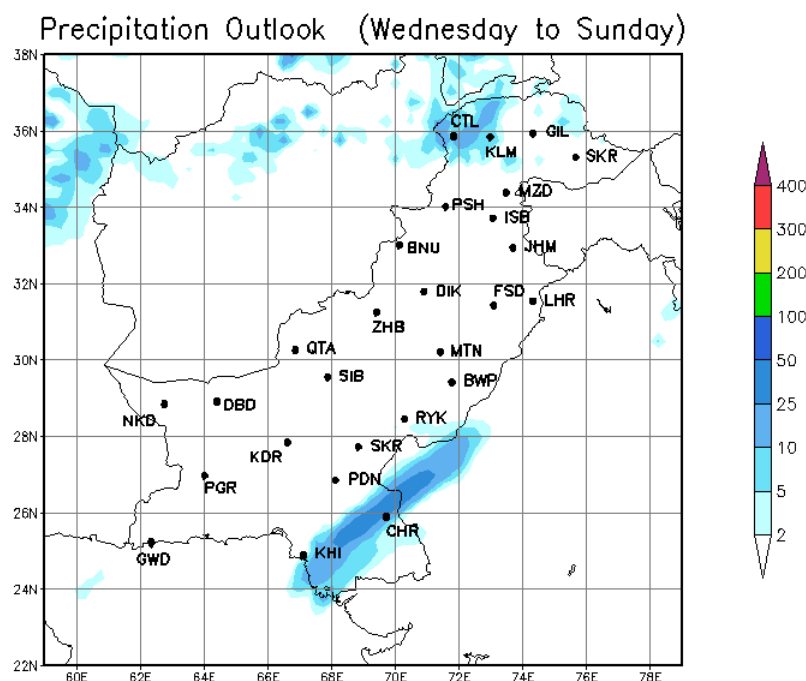 Precipitation Outlook (Wednesday to Sunday)
38N
36N
34N
32N
30N
28N
26N
24N
22N
60E
62E
64E
66E
68E
70E
72E
74E
76E
78E
CTL
KLM
GIL
SKR
MZD
PSH
ISB
BNU
JHM
DIK
FSD
LHR
ZHB
QTA
MTN
SIB
BWP
NKD
DBD
RYK
KDR
SKR
PGR
PDN
CHR
KHI
GWD
400
300
200
100
50
25
10
5
2